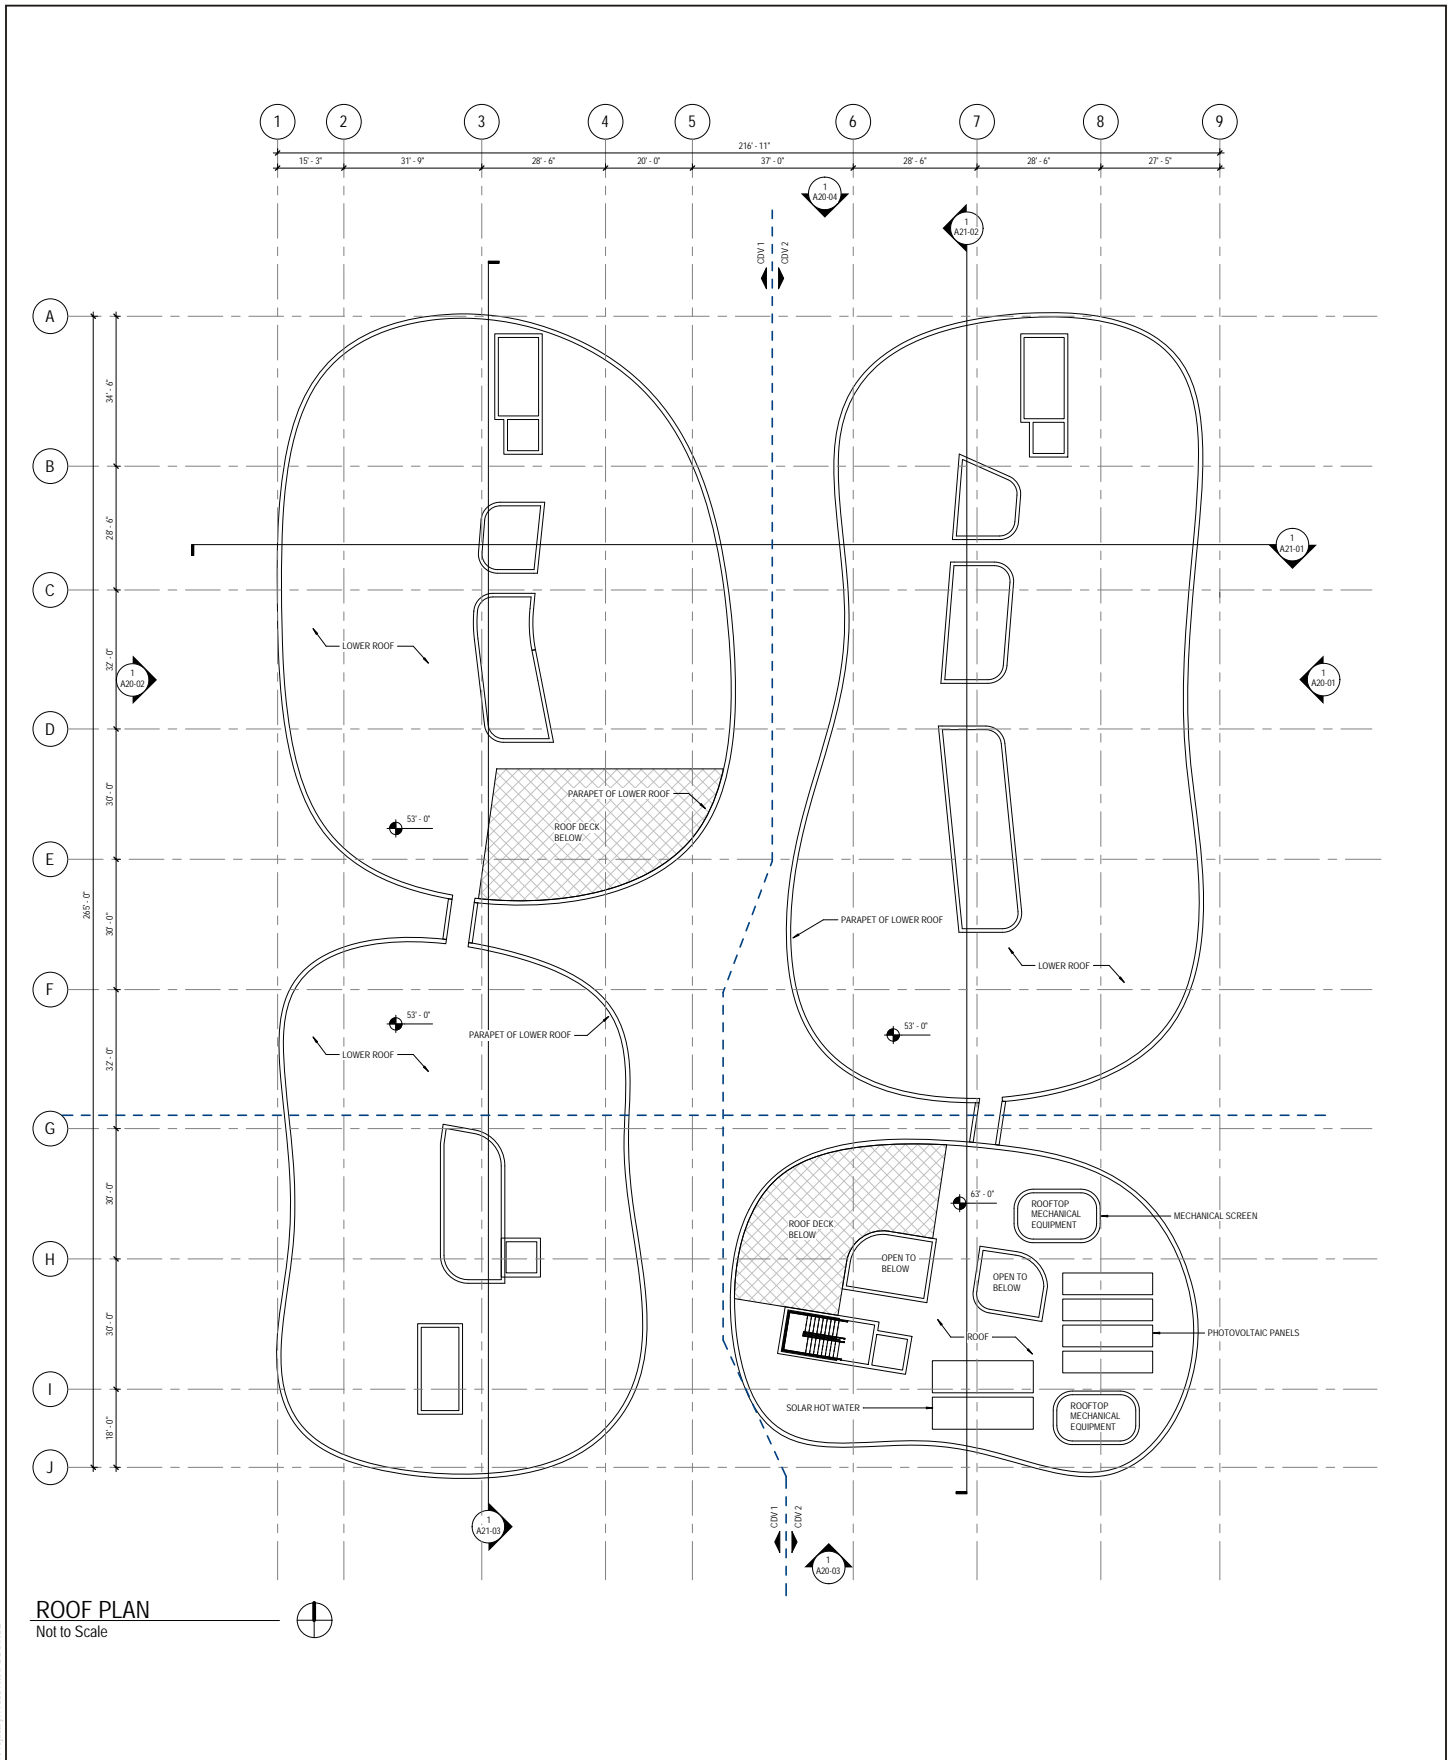 1 2 3 4 5 6 7 8 9
216' - 11"
15' - 3" 31' - 9" 28' - 6" 20' - 0" 37' - 0" 28' - 6" 28' - 6" 27' - 5"
1
A20-04
1
A21-02
CDV 1
CDV 2
A
34' - 6"
B
28' - 6"
1
A21-01
C
32' - 0"
LOWER ROOF
1
A20-02
1
A20-01
D
30' - 0"
PARAPET OF LOWER ROOF
53' - 0"
ROOF DECK
BELOW
E
265' - 0"
30' - 0"
PARAPET OF LOWER ROOF
LOWER ROOF
F
53' - 0"
53' - 0"
PARAPET OF LOWER ROOF
LOWER ROOF
32' - 0"
G
30' - 0"
63' - 0"
ROOFTOP
MECHANICAL
EQUIPMENT
MECHANICAL SCREEN
ROOF DECK
BELOW
H
OPEN TO
BELOW
OPEN TO
BELOW
30' - 0"
ROOF
PHOTOVOLTAIC PANELS
I
SOLAR HOT WATER
ROOFTOP
MECHANICAL
EQUIPMENT
18' - 0"
J
CDV 1
CDV 2
1
A21-03
1
A20-03
ROOF PLAN
Not to Scale